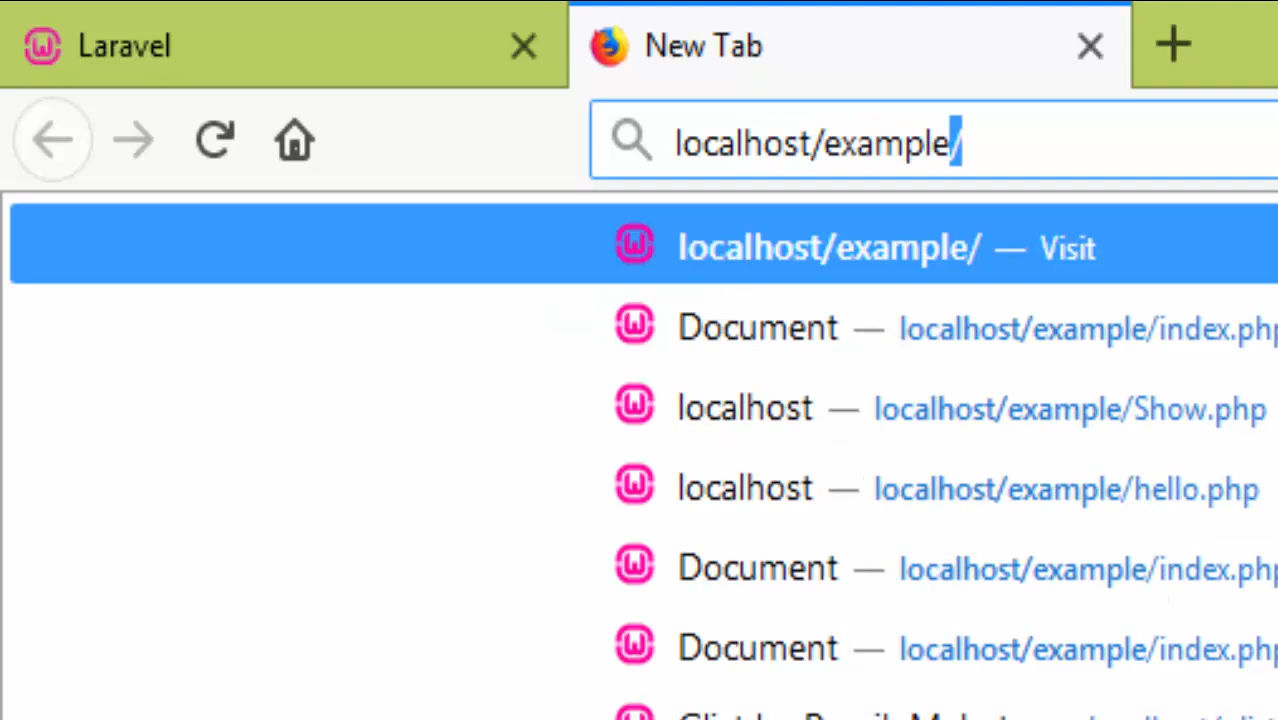 Laravel
New Tab
localhost/example/
localhost/example/ — Visit
Document — localhost/example/index.php
localhost — localhost/example/Show.php
localhost — localhost/example/hello.php
Document — localhost/example/index.php
Document — localhost/example/index.php